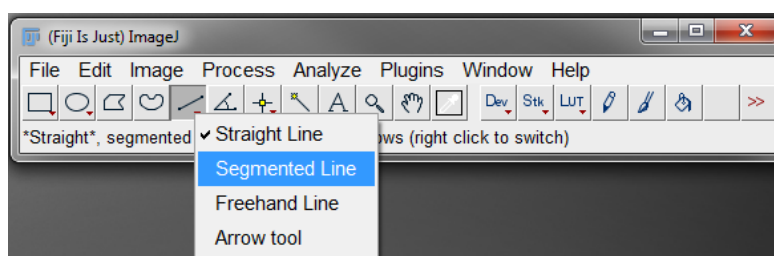 (Fiji Is Just) ImageJ
File Edit Image Process Analyze Plugins Window Help
A Dev Stk LUT >>
*Straight*, segmented ows (right click to switch)
Straight Line
Segmented Line
Freehand Line
Arrow tool